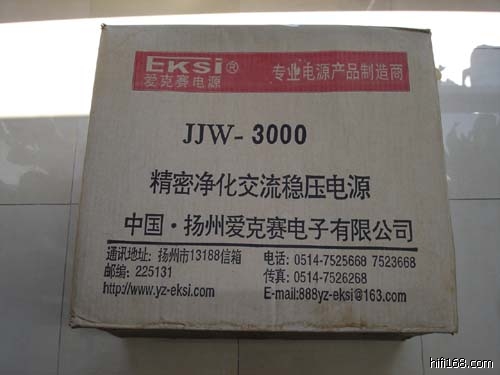 EKSI® 专业电源产品制造商
爱克赛电源
JJW-3000
精密净化交流稳压电源
中国·扬州爱克赛电子有限公司
通讯地址: 扬州市13188信箱 电话: 0514-7525668 7523668
邮编: 225131 传真: 0514-7526268
http://www.yz-eksi.com E-mail:888yz-eksi@163.com
hifi168.com